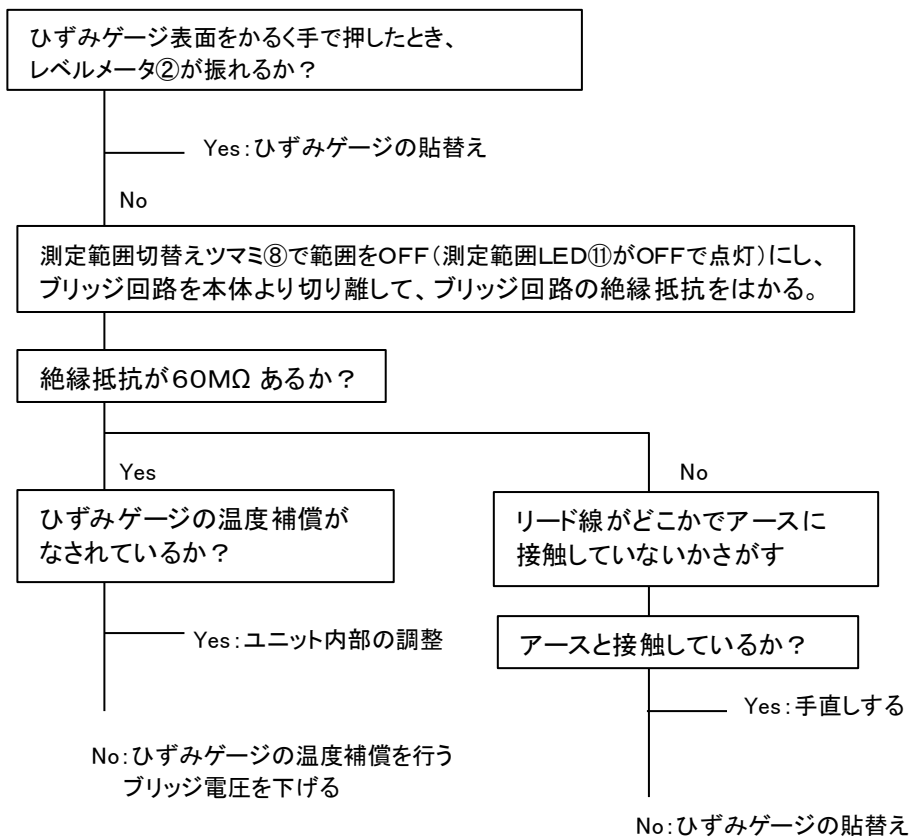 ひずみゲージ表面をかるく手で押したとき、
レベルメータ②が振れるか？
Yes：ひずみゲージの貼替え
No
測定範囲切替えツマミ⑧で範囲をOFF（測定範囲LED⑪がOFFで点灯）にし、
ブリッジ回路を本体より切り離して、ブリッジ回路の絶縁抵抗をはかる。
絶縁抵抗が60MΩ あるか？
Yes
ひずみゲージの温度補償が
なされているか？
Yes：ユニット内部の調整
No：ひずみゲージの温度補償を行う
ブリッジ電圧を下げる
No
リード線がどこかでアースに
接触していないかさがす
アースと接触しているか？
Yes：手直しする
No：ひずみゲージの貼替え